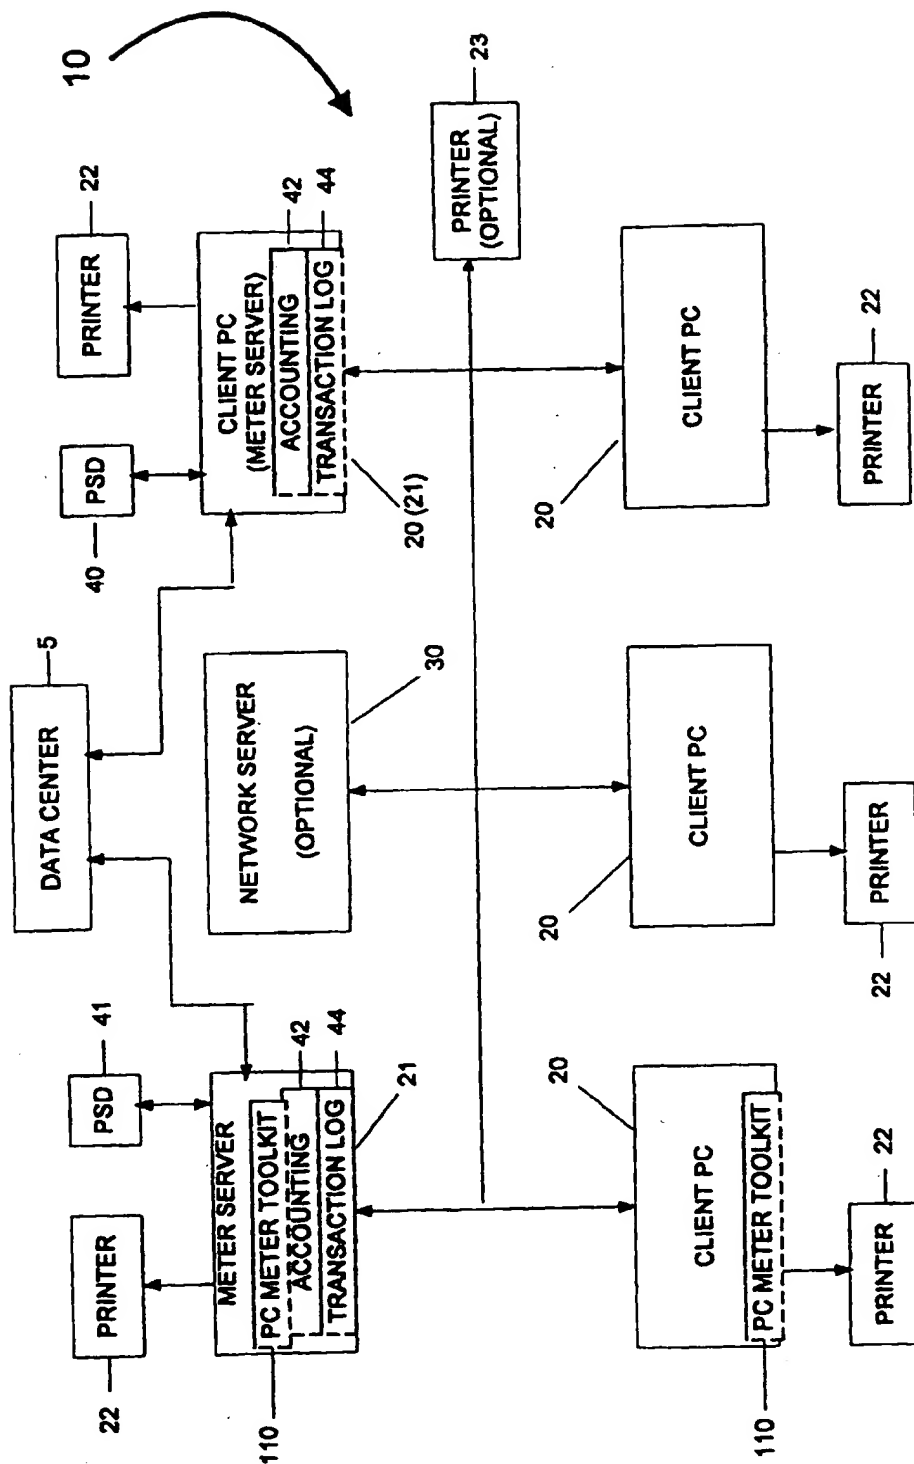 10
DATA CENTER
5
PRINTER
22
PSD
41
PSD
40
PRINTER
22
METER SERVER
PC METER TOOLKIT
ACCOUNTING
TRANSACTION LOG
110
42
44
21
NETWORK SERVER
(OPTIONAL)
30
CLIENT PC
(METER SERVER)
ACCOUNTING
TRANSACTION LOG
42
44
20 (21)
PRINTER
(OPTIONAL)
23
20
CLIENT PC
PC METER TOOLKIT
110
PRINTER
22
20
CLIENT PC
PRINTER
22
20
CLIENT PC
PRINTER
22